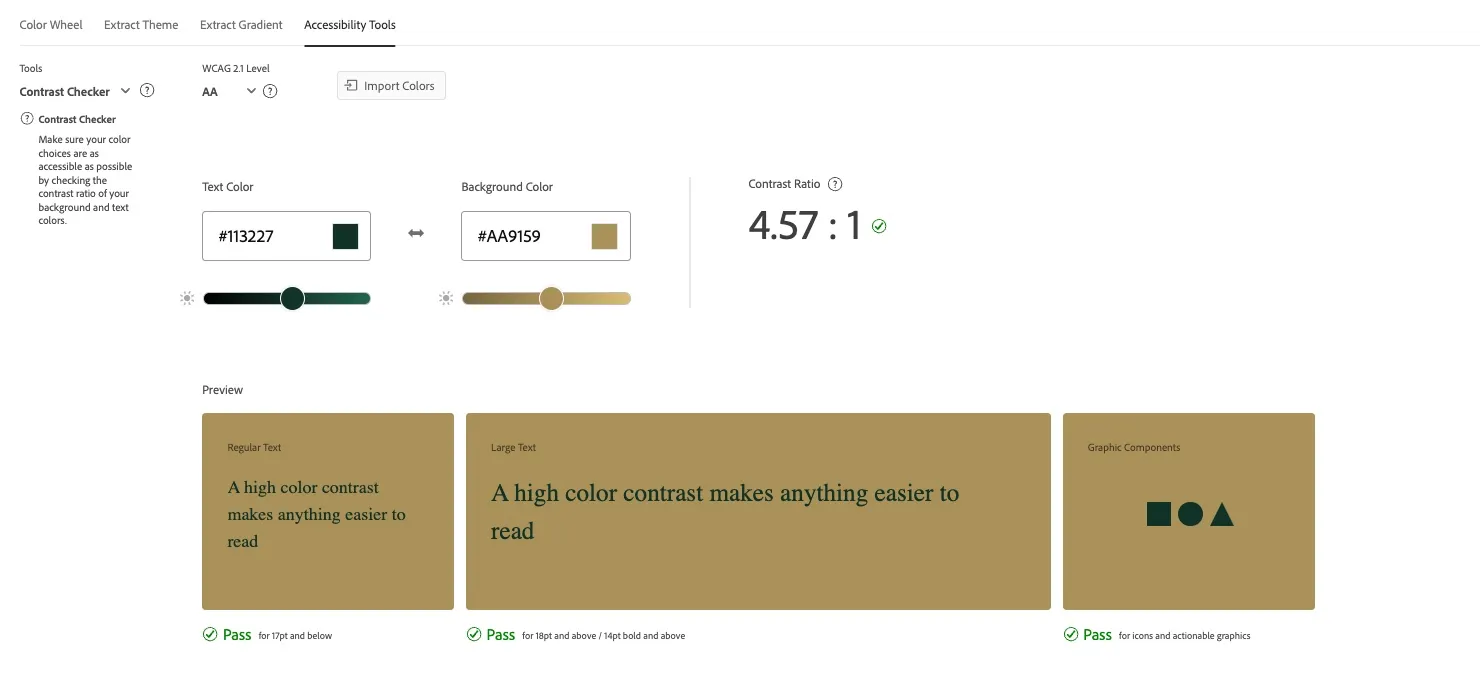 Color Wheel Extract Theme Extract Gradient Accessibility Tools
Tools
Contrast Checker
?
WCAG 2.1 Level
AA
?
Import Colors
? Contrast Checker
Make sure your color
choices are as
accessible as possible
by checking the
contrast ratio of your
background and text
colors.
Text Color
#113227
Background Color
#AA9159
Contrast Ratio ?
4.57 : 1
Preview
Regular Text
A high color contrast
makes anything easier to
read
Large Text
A high color contrast makes anything easier to
read
Graphic Components
Pass for 17pt and below
Pass for 18pt and above / 14pt bold and above
Pass for icons and actionable graphics